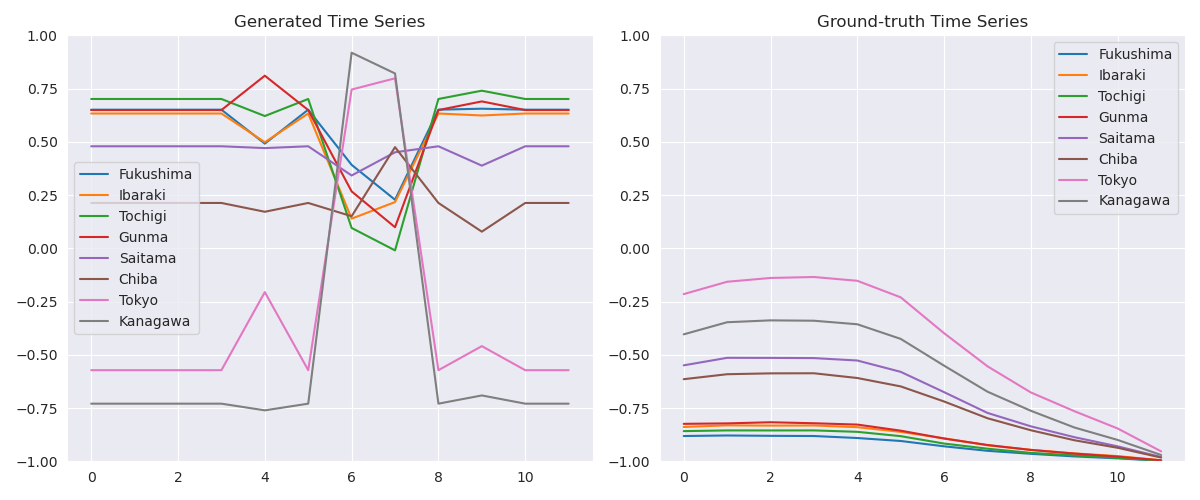 Generated Time Series
1.00
0.75
0.50
0.25
0.00
−0.25
−0.50
−0.75
−1.00
0 2 4 6 8 10
Fukushima
Ibaraki
Tochigi
Gunma
Saitama
Chiba
Tokyo
Kanagawa
Ground-truth Time Series
1.00
0.75
0.50
0.25
0.00
−0.25
−0.50
−0.75
−1.00
0 2 4 6 8 10
Fukushima
Ibaraki
Tochigi
Gunma
Saitama
Chiba
Tokyo
Kanagawa